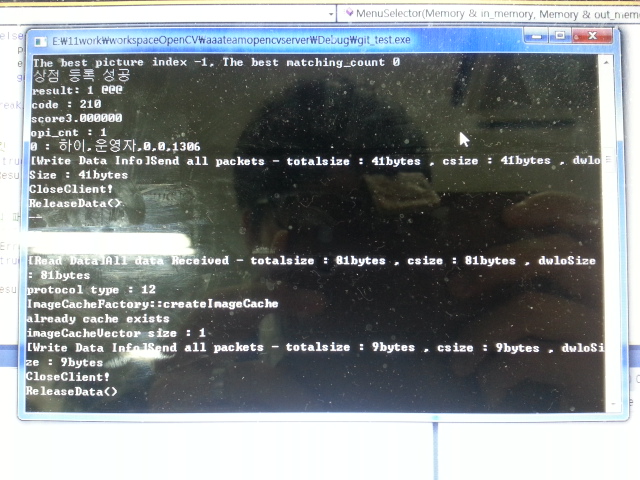 MenuSelector(Memory & in_memory, Memory & out_mem
E:₩11work₩workspaceOpenCV₩aaateamopencvserver₩Debug₩git_test.exe
The best picture index -1, The best matching_count 0
상점 등록 성공
result: 1 @@@
code : 210
score3.000000
opi_cnt : 1
0 : 하이,운영자,0,0,1306
[Write Data Info]Send all packets - totalsize : 41bytes , csize : 41bytes , dwlo
Size : 41bytes
CloseClient!
ReleaseData()
--
[Read Data]All data Received - totalsize : 81bytes , csize : 81bytes , dwloSize
: 81bytes
protocol type : 12
ImageCacheFactory::createImageCache
already cache exists
imageCacheVector size : 1
[Write Data Info]Send all packets - totalsize : 9bytes , csize : 9bytes , dwloSi
ze : 9bytes
CloseClient!
ReleaseData()